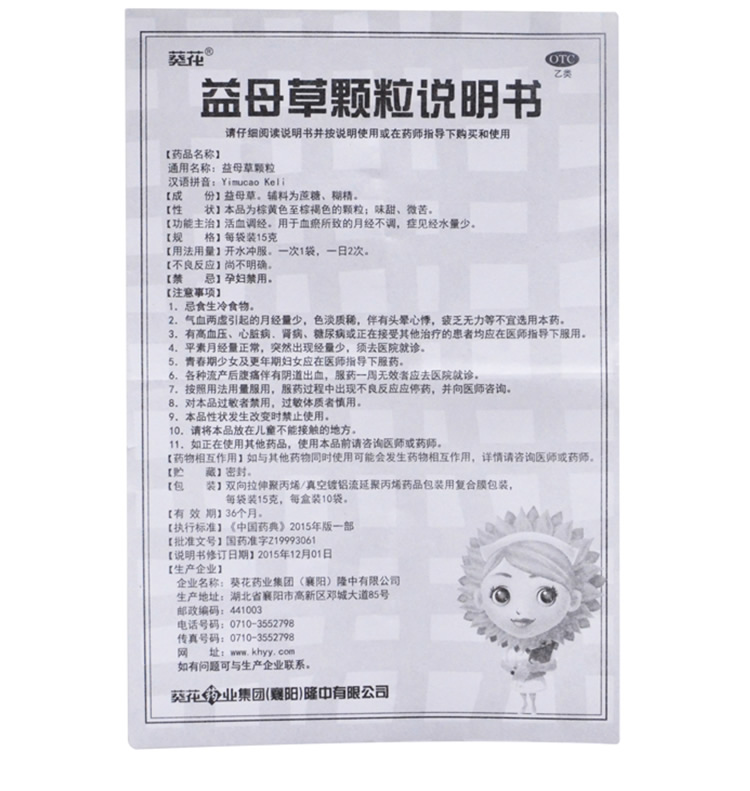 葵花®
OTC
乙类
益母草颗粒说明书
请仔细阅读说明书并按说明使用或在药师指导下购买和使用
【药品名称】
通用名称：益母草颗粒
汉语拼音：Yimucao Keli
【成　　份】益母草。辅料为蔗糖、糊精。
【性　　状】本品为棕黄色至棕褐色的颗粒；味甜、微苦。
【功能主治】活血调经。用于血瘀所致的月经不调，症见经水量少。
【规　　格】每袋装15克
【用法用量】开水冲服。一次1袋，一日2次。
【不良反应】尚不明确。
【禁　　忌】孕妇禁用。
【注意事项】
1. 忌食生冷食物。
2. 气血两虚引起的月经量少，色淡质稀，伴有头晕心悸，疲乏无力等不宜选用本药。
3. 有高血压、心脏病、肾病、糖尿病或正在接受其他治疗的患者均应在医师指导下服用。
4. 平素月经量正常，突然出现经量少，须去医院就诊。
5. 青春期少女及更年期妇女应在医师指导下服药。
6. 各种流产后腹痛伴有阴道出血，服药一周无效者应去医院就诊。
7. 按照用法用量服用，服药过程中出现不良反应应停药，并向医师咨询。
8. 对本品过敏者禁用，过敏体质者慎用。
9. 本品性状发生改变时禁止使用。
10. 请将本品放在儿童不能接触的地方。
11. 如正在使用其他药品，使用本品前请咨询医师或药师。
【药物相互作用】如与其他药物同时使用可能会发生药物相互作用，详情请咨询医师或药师。
【贮　　藏】密封。
【包　　装】双向拉伸聚丙烯/真空镀铝流延聚丙烯药品包装用复合膜包装，
每袋装15克，每盒装10袋。
【有 效 期】36个月。
【执行标准】《中国药典》2015年版一部
【批准文号】国药准字Z19993061
【说明书修订日期】2015年12月01日
【生产企业】
企业名称：葵花药业集团（襄阳）隆中有限公司
生产地址：湖北省襄阳市高新区邓城大道85号
邮政编码：441003
电话号码：0710-3552798
传真号码：0710-3552798
网　　址：www.khyy.com
如有问题可与生产企业联系。
葵花药业集团(襄阳)隆中有限公司